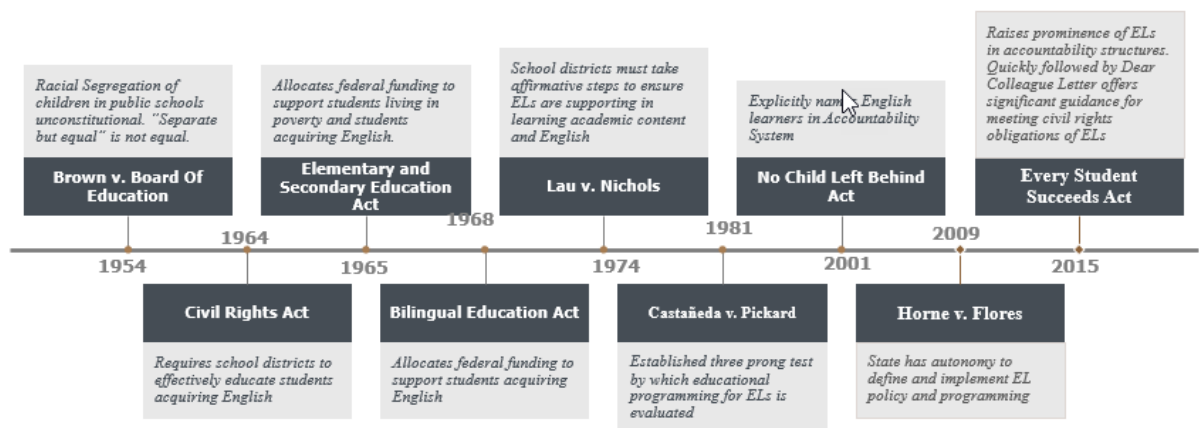 Racial Segregation of
children in public schools
unconstitutional. “Separate
but equal” is not equal.
Brown v. Board Of
Education
1954
1964
Civil Rights Act
Requires school districts to
effectively educate students
acquiring English
Allocates federal funding to
support students living in
poverty and students
acquiring English.
Elementary and
Secondary Education
Act
1965
1968
Bilingual Education Act
Allocates federal funding to
support students acquiring
English
School districts must take
affirmative steps to ensure
ELs are supporting in
learning academic content
and English
Lau v. Nichols
1974
1981
Castañeda v. Pickard
Established three prong test
by which educational
programming for ELs is
evaluated
Explicitly names English
learners in Accountability
System
No Child Left Behind
Act
2001
2009
Horne v. Flores
State has autonomy to
define and implement EL
policy and programming
Raises prominence of ELs
in accountability structures.
Quickly followed by Dear
Colleague Letter offers
significant guidance for
meeting civil rights
obligations of ELs
Every Student
Succeeds Act
2015